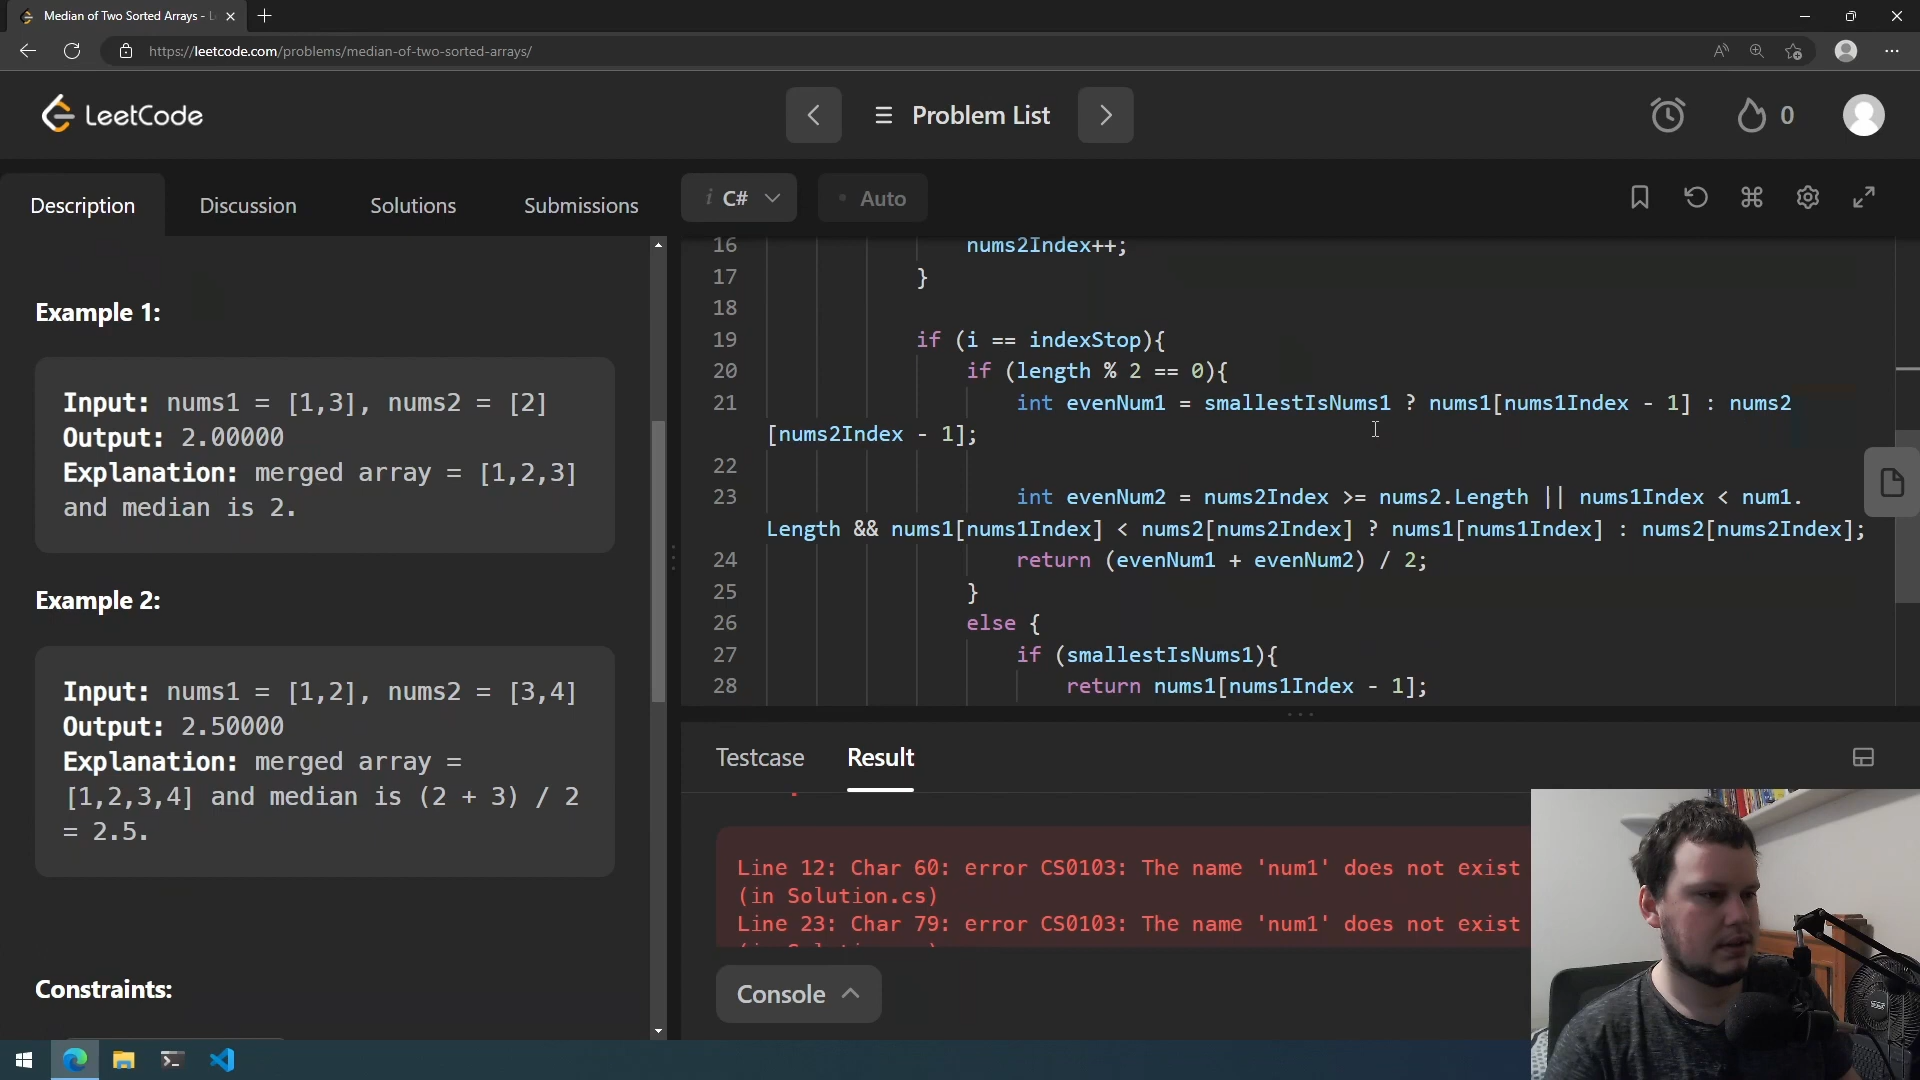 Median of Two Sorted Arrays - L
https://leetcode.com/problems/median-of-two-sorted-arrays/
LeetCode
Problem List
0
Description
Discussion
Solutions
Submissions
i C#
Auto
Example 1:
Input: nums1 = [1,3], nums2 = [2]
Output: 2.00000
Explanation: merged array = [1,2,3]
and median is 2.
Example 2:
Input: nums1 = [1,2], nums2 = [3,4]
Output: 2.50000
Explanation: merged array =
[1,2,3,4] and median is (2 + 3) / 2
= 2.5.
Constraints:
16 nums2Index++;
17 }
18
19 if (i == indexStop){
20 if (length % 2 == 0){
21 int evenNum1 = smallestIsNums1 ? nums1[nums1Index - 1] : nums2
[nums2Index - 1];
22
23 int evenNum2 = nums2Index >= nums2.Length || nums1Index < num1.
Length && nums1[nums1Index] < nums2[nums2Index] ? nums1[nums1Index] : nums2[nums2Index];
24 return (evenNum1 + evenNum2) / 2;
25 }
26 else {
27 if (smallestIsNums1){
28 return nums1[nums1Index - 1];
Testcase
Result
Line 12: Char 60: error CS0103: The name 'num1' does not exist
(in Solution.cs)
Line 23: Char 79: error CS0103: The name 'num1' does not exist
Console